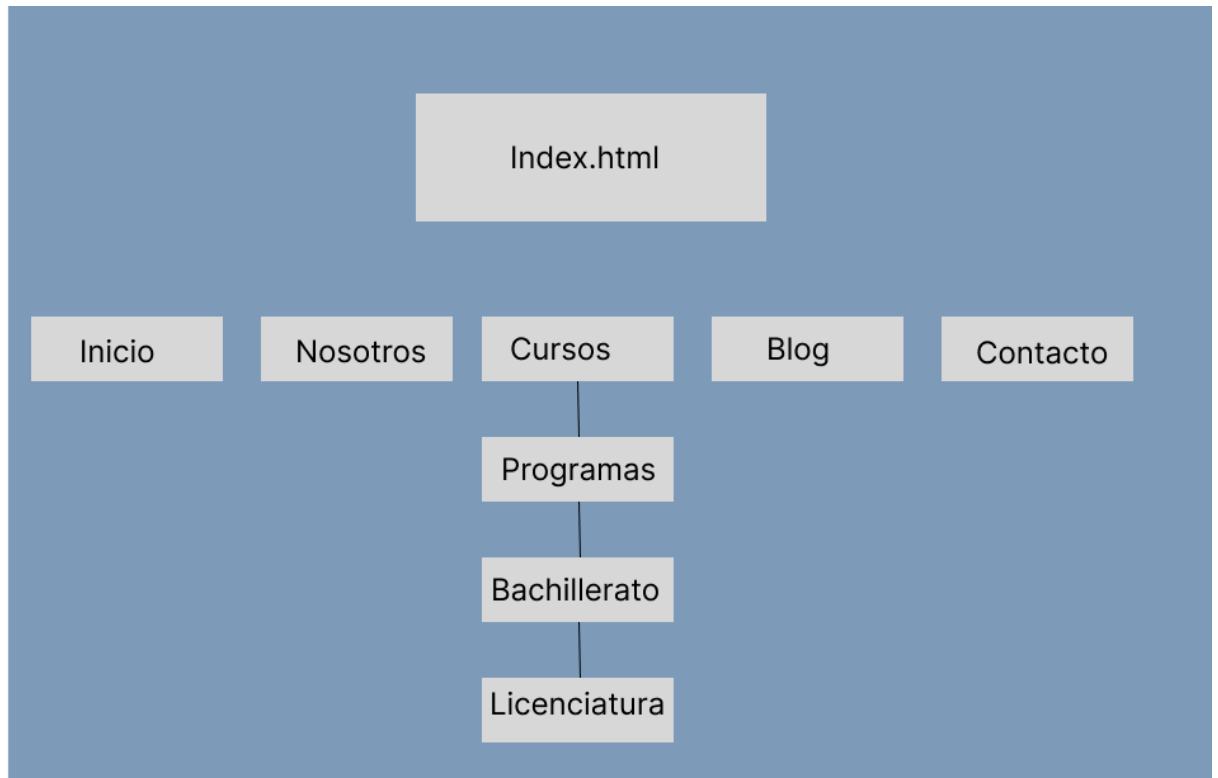 Index.html
Inicio
Nosotros
Cursos
Blog
Contacto
Programas
Bachillerato
Licenciatura